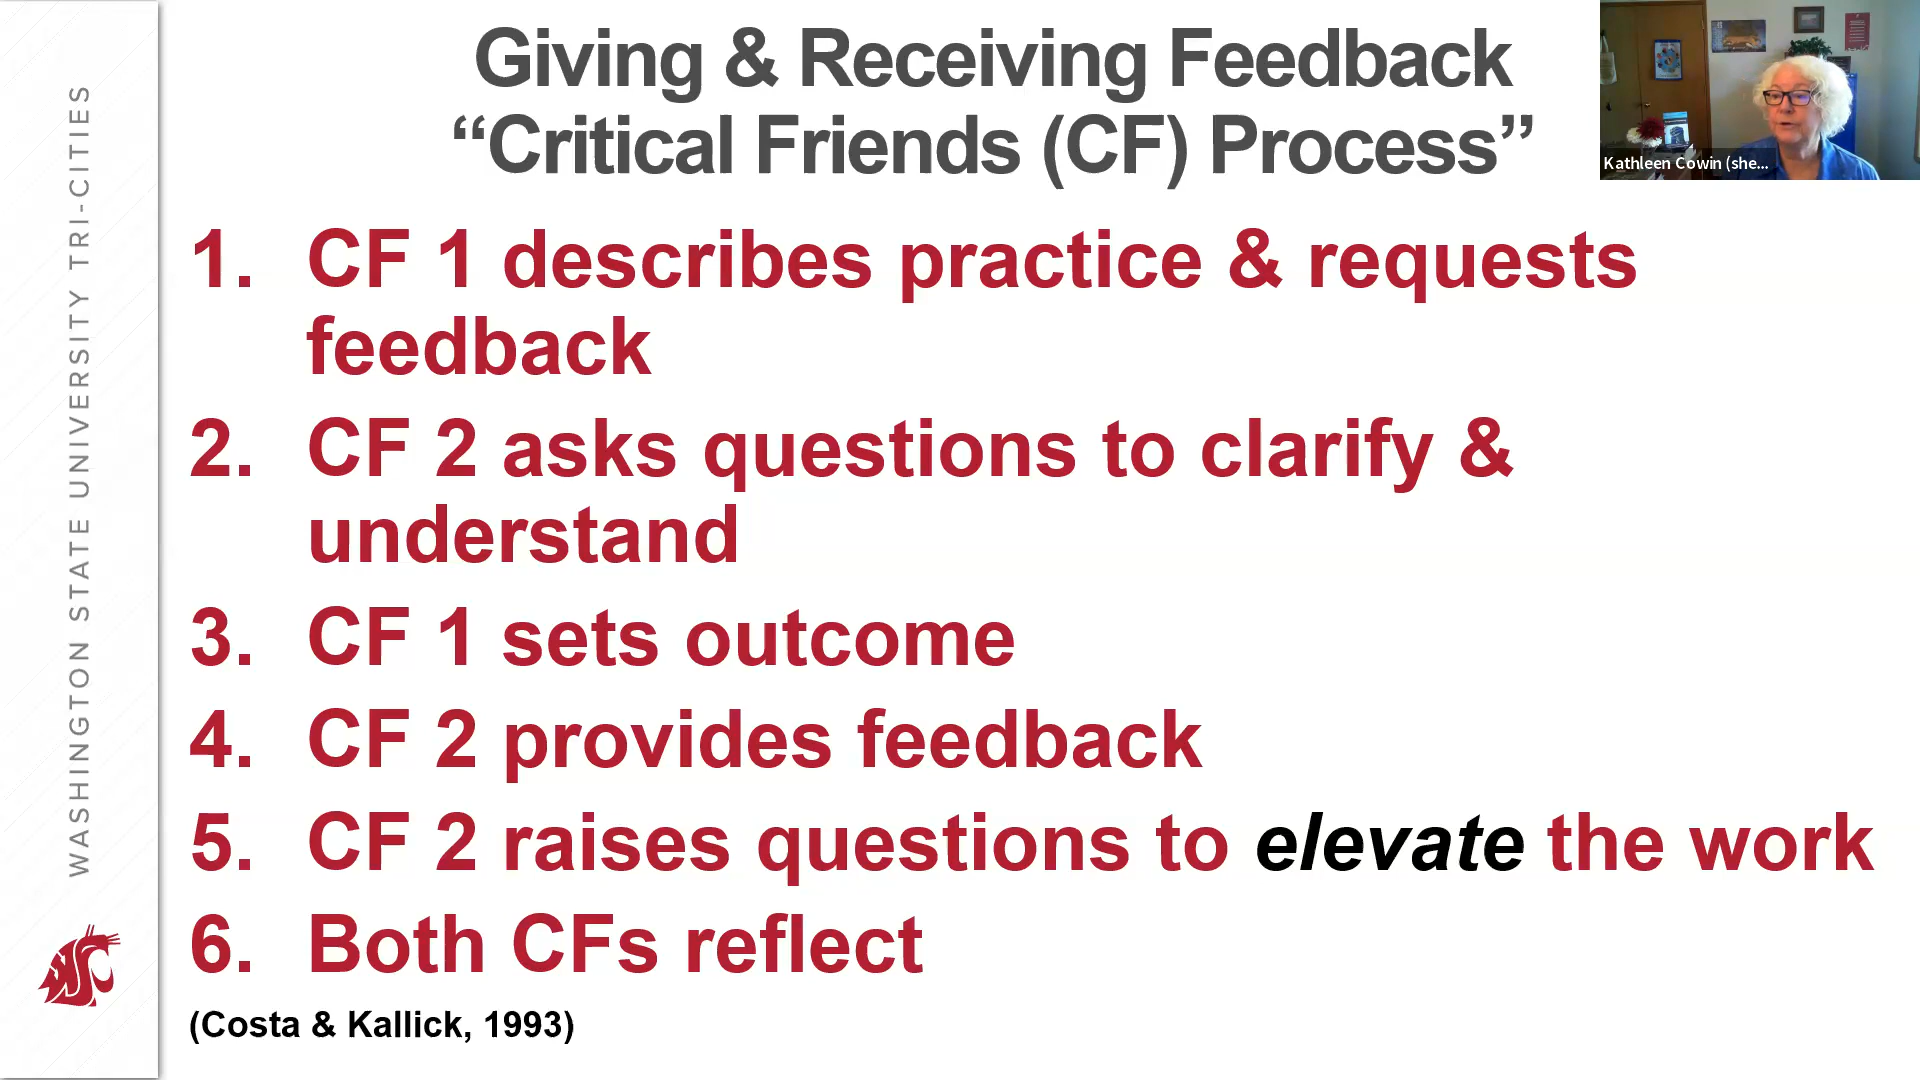 Giving & Receiving Feedback
“Critical Friends (CF) Process”
Kathleen Cowin (she...
1. CF 1 describes practice & requests
feedback
2. CF 2 asks questions to clarify &
understand
3. CF 1 sets outcome
4. CF 2 provides feedback
5. CF 2 raises questions to elevate the work
6. Both CFs reflect
(Costa & Kallick, 1993)
WASHINGTON STATE UNIVERSITY TRI-CITIES